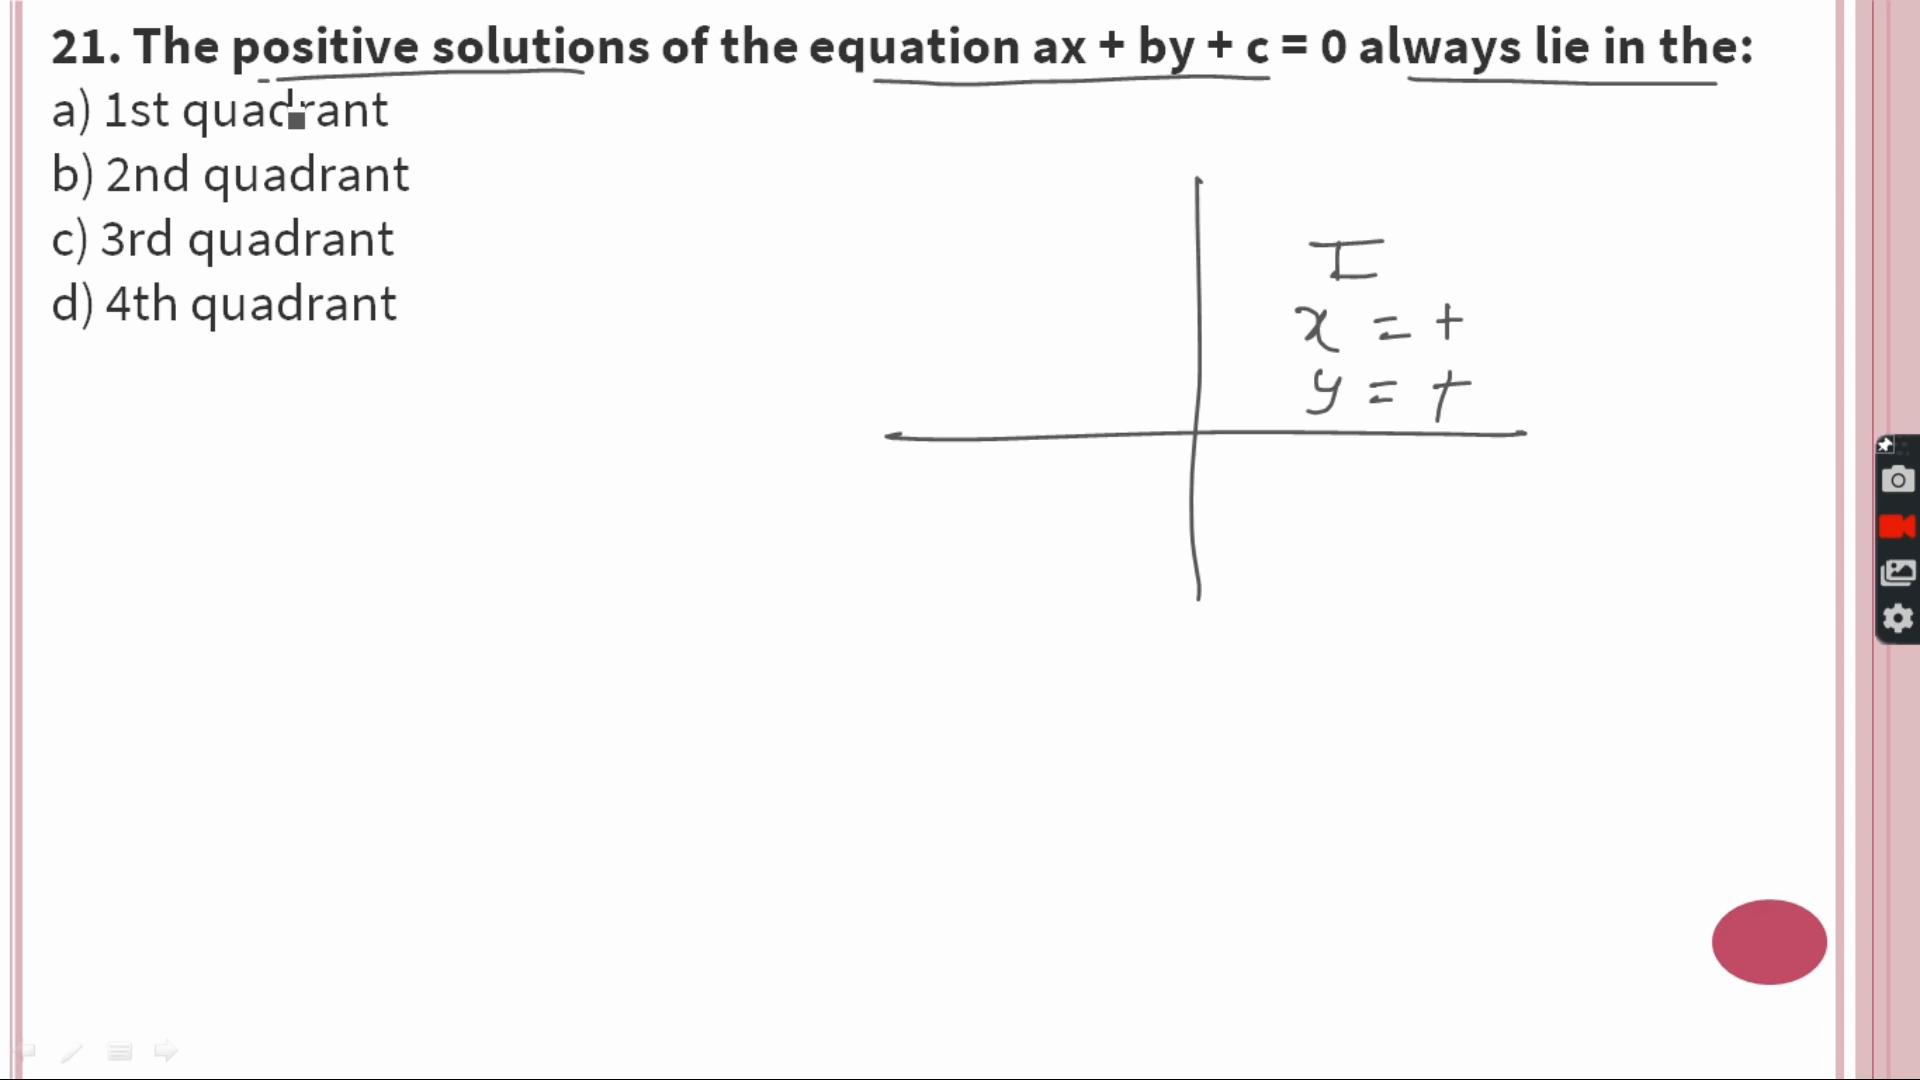 21. The positive solutions of the equation ax + by + c = 0 always lie in the:
a) 1st quadrant
b) 2nd quadrant
c) 3rd quadrant
d) 4th quadrant
I
x = +
y = +